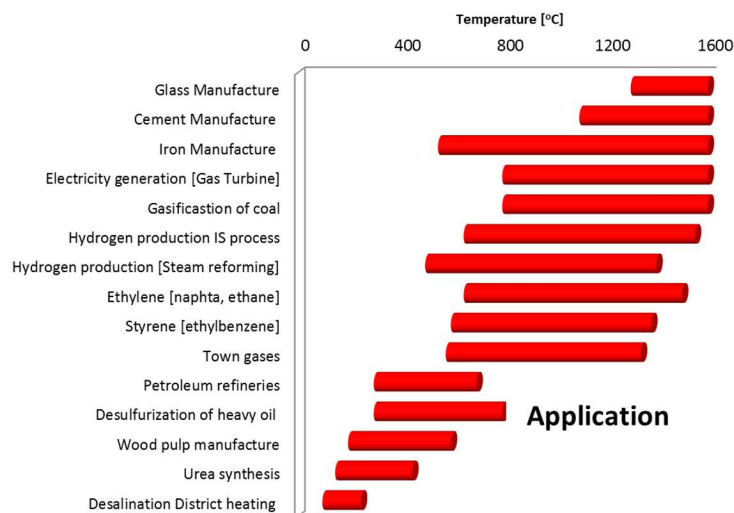 Temperature [°C]
0 400 800 1200 1600
Glass Manufacture
Cement Manufacture
Iron Manufacture
Electricity generation [Gas Turbine]
Gasificastion of coal
Hydrogen production IS process
Hydrogen production [Steam reforming]
Ethylene [naphta, ethane]
Styrene [ethylbenzene]
Town gases
Petroleum refineries
Desulfurization of heavy oil
Application
Wood pulp manufacture
Urea synthesis
Desalination District heating